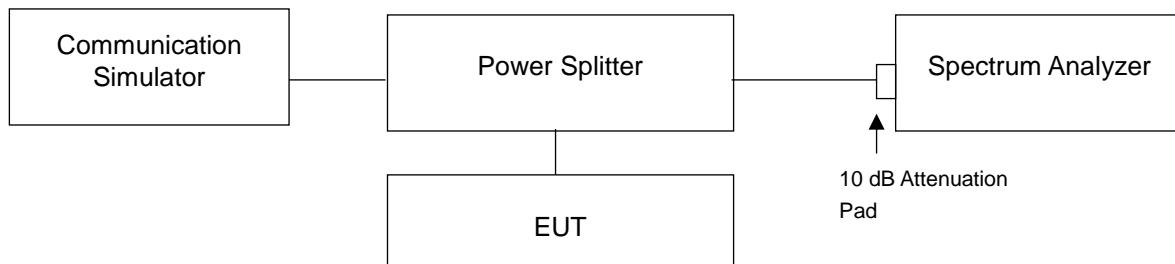 Communication
Simulator
Power Splitter
Spectrum Analyzer
10 dB Attenuation
Pad
EUT